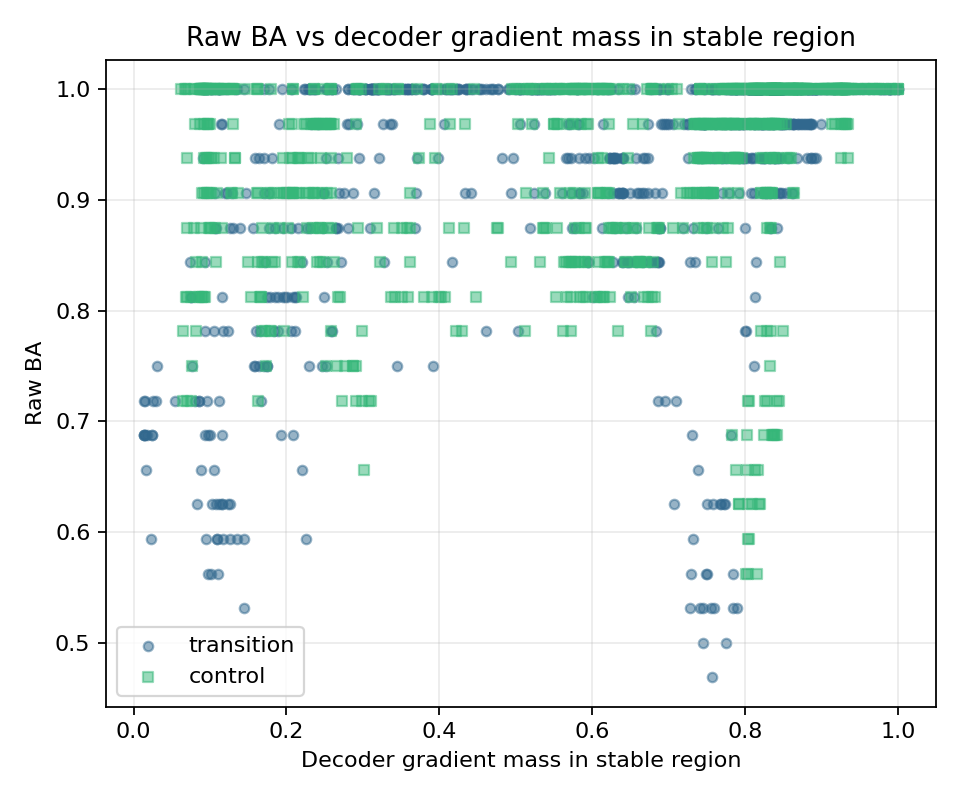 Raw BA vs decoder gradient mass in stable region
1.0
0.9
0.8
0.7
0.6
0.5
Raw BA
transition
control
0.0
0.2
0.4
0.6
0.8
1.0
Decoder gradient mass in stable region